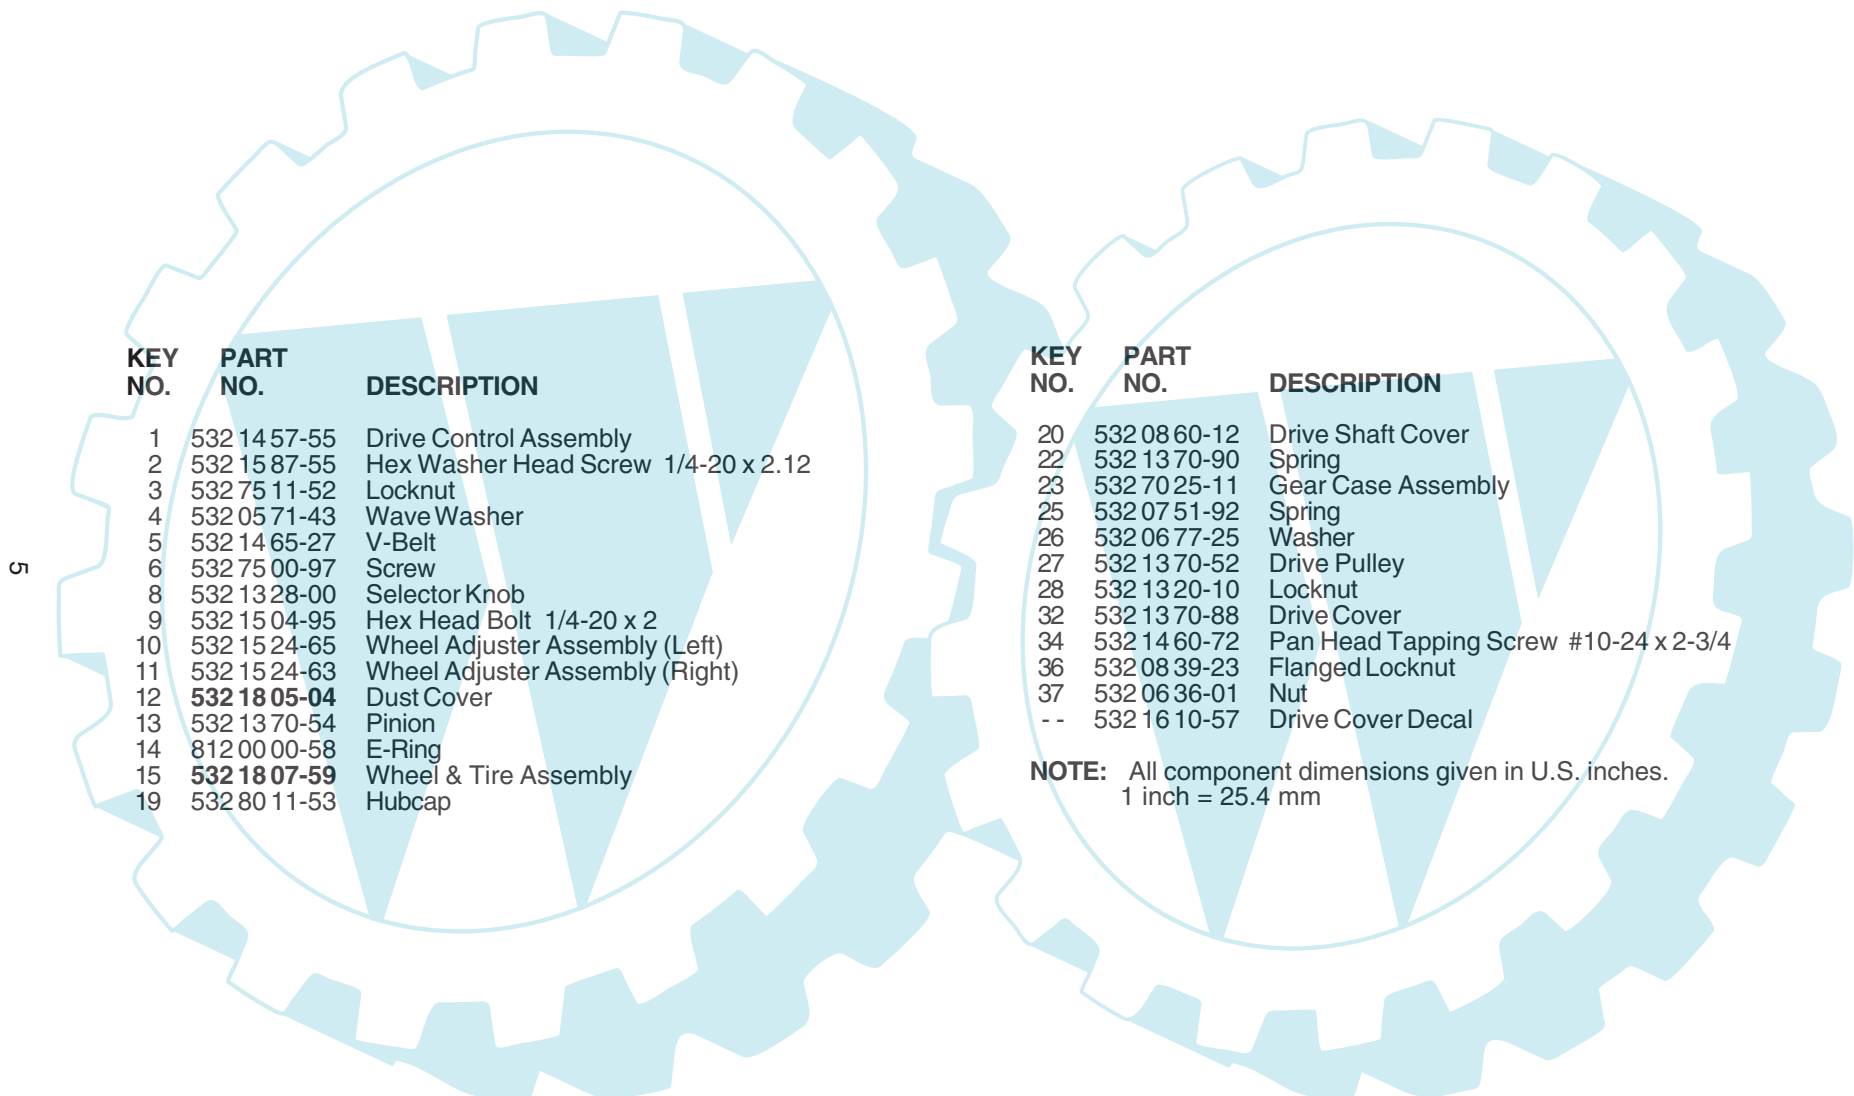 KEY PART
NO. NO. DESCRIPTION
1 532 14 57-55 Drive Control Assembly
2 532 15 87-55 Hex Washer Head Screw 1/4-20 x 2.12
3 532 75 11-52 Locknut
4 532 05 71-43 Wave Washer
5 532 14 65-27 V-Belt
6 532 75 00-97 Screw
8 532 13 28-00 Selector Knob
9 532 15 04-95 Hex Head Bolt 1/4-20 x 2
10 532 15 24-65 Wheel Adjuster Assembly (Left)
11 532 15 24-63 Wheel Adjuster Assembly (Right)
12 532 18 05-04 Dust Cover
13 532 13 70-54 Pinion
14 812 00 00-58 E-Ring
15 532 18 07-59 Wheel & Tire Assembly
19 532 80 11-53 Hubcap
KEY PART
NO. NO. DESCRIPTION
20 532 08 60-12 Drive Shaft Cover
22 532 13 70-90 Spring
23 532 70 25-11 Gear Case Assembly
25 532 07 51-92 Spring
26 532 06 77-25 Washer
27 532 13 70-52 Drive Pulley
28 532 13 20-10 Locknut
32 532 13 70-88 Drive Cover
34 532 14 60-72 Pan Head Tapping Screw #10-24 x 2-3/4
36 532 08 39-23 Flanged Locknut
37 532 06 36-01 Nut
- - 532 16 10-57 Drive Cover Decal
NOTE: All component dimensions given in U.S. inches.
1 inch = 25.4 mm
5